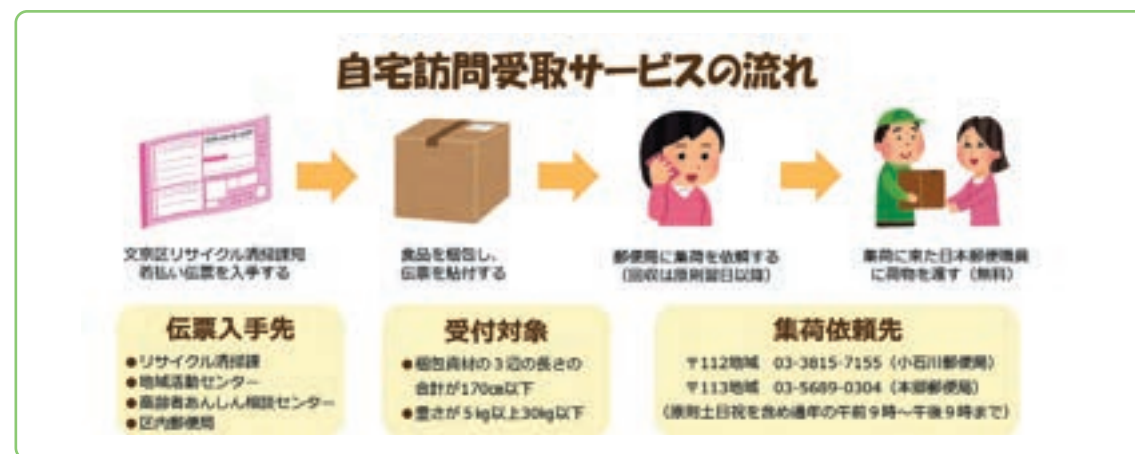 自宅訪問受取サービスの流れ
文京区リサイクル清掃課宛
着払い伝票を入手する
食品を梱包し、
伝票を貼付する
郵便局に集荷を依頼する
(回収は原則翌日以降)
集荷に来た日本郵便職員
に荷物を渡す(無料)
伝票入手先
●リサイクル清掃課
●地域活動センター
●高齢者あんしん相談センター
●区内郵便局
受付対象
●梱包資材の3辺の長さの
合計が170㎝以下
●重さが5㎏以上30㎏以下
集荷依頼先
〒112地域 03-3815-7155(小石川郵便局)
〒113地域 03-5689-0304(本郷郵便局)
(原則土日祝を含め通年の午前9時~午後9時まで)